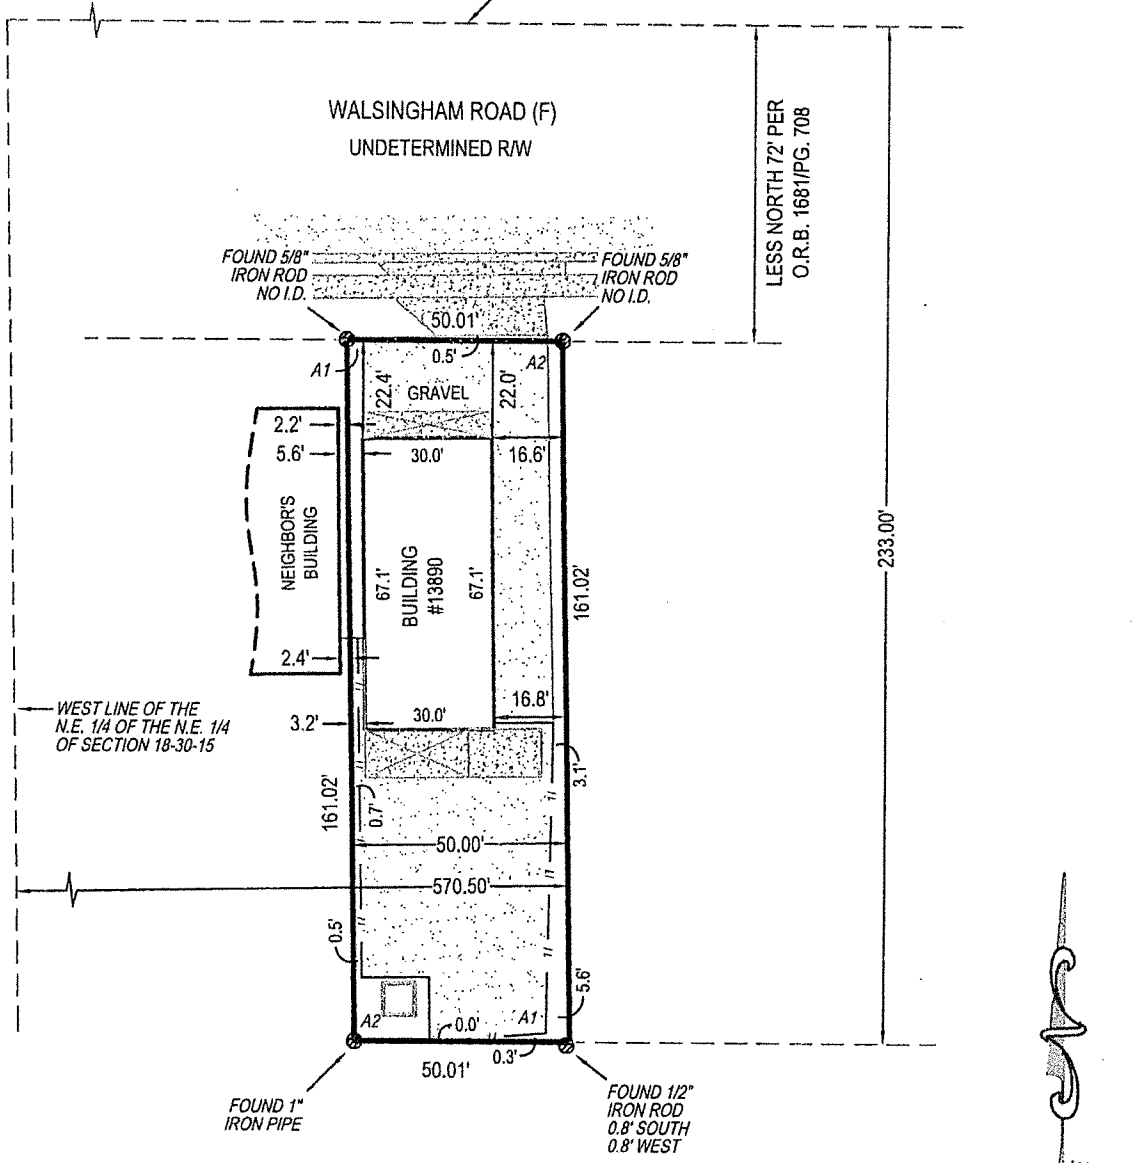 WALSINGHAM ROAD (F)
UNDETERMINED R/W
LESS NORTH 72' PER
O.R.B. 1681/PG. 708
FOUND 5/8"
IRON ROD
NO I.D.
FOUND 5/8"
IRON ROD
NO I.D.
50.01'
0.5'
A1
A2
22.4'
GRAVEL
22.0'
2.2'
5.6'
30.0'
16.6'
NEIGHBOR'S
BUILDING
67.1'
BUILDING
#13890
67.1'
161.02'
233.00'
2.4'
WEST LINE OF THE
N.E. 1/4 OF THE N.E. 1/4
OF SECTION 18-30-15
3.2'
30.0'
16.8'
3.1'
161.02'
0.7'
50.00'
570.50'
0.5'
5.6'
A2
0.0'
A1
0.3'
50.01'
FOUND 1"
IRON PIPE
FOUND 1/2"
IRON ROD
0.8' SOUTH
0.8' WEST